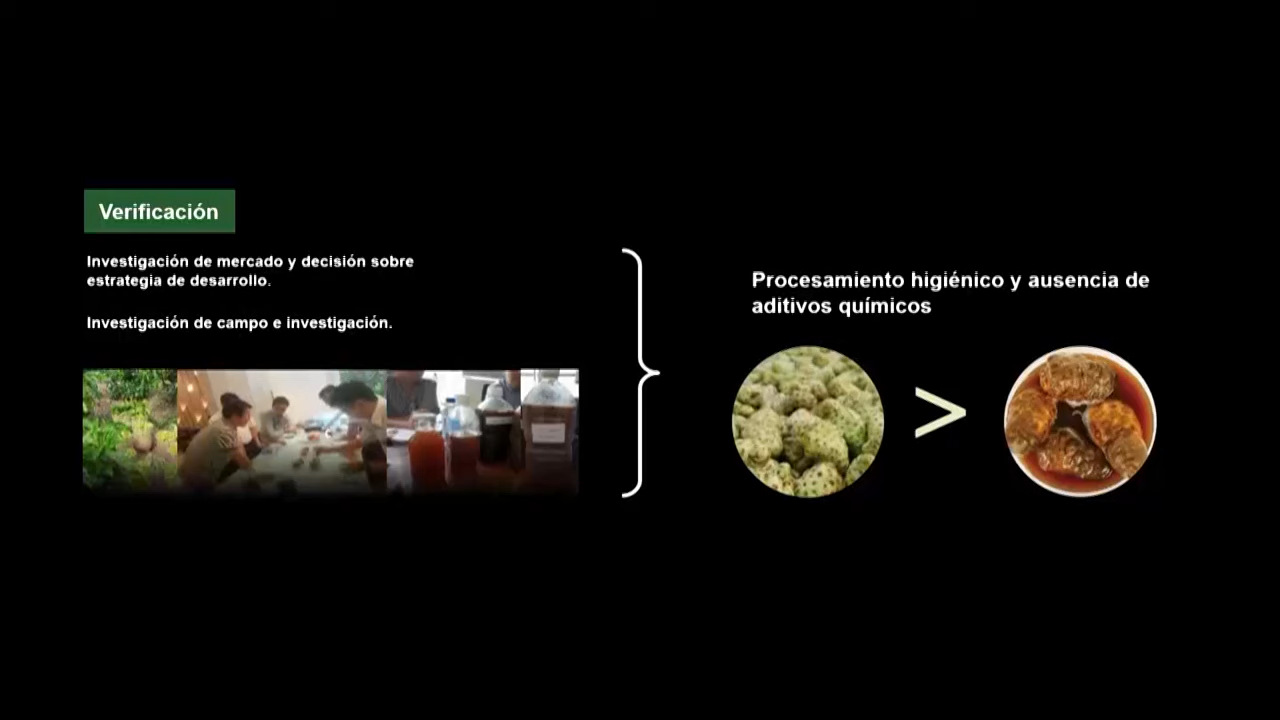 Verificación
Investigación de mercado y decisión sobre
estrategia de desarrollo.
Investigación de campo e investigación.
Procesamiento higiénico y ausencia de
aditivos químicos
>